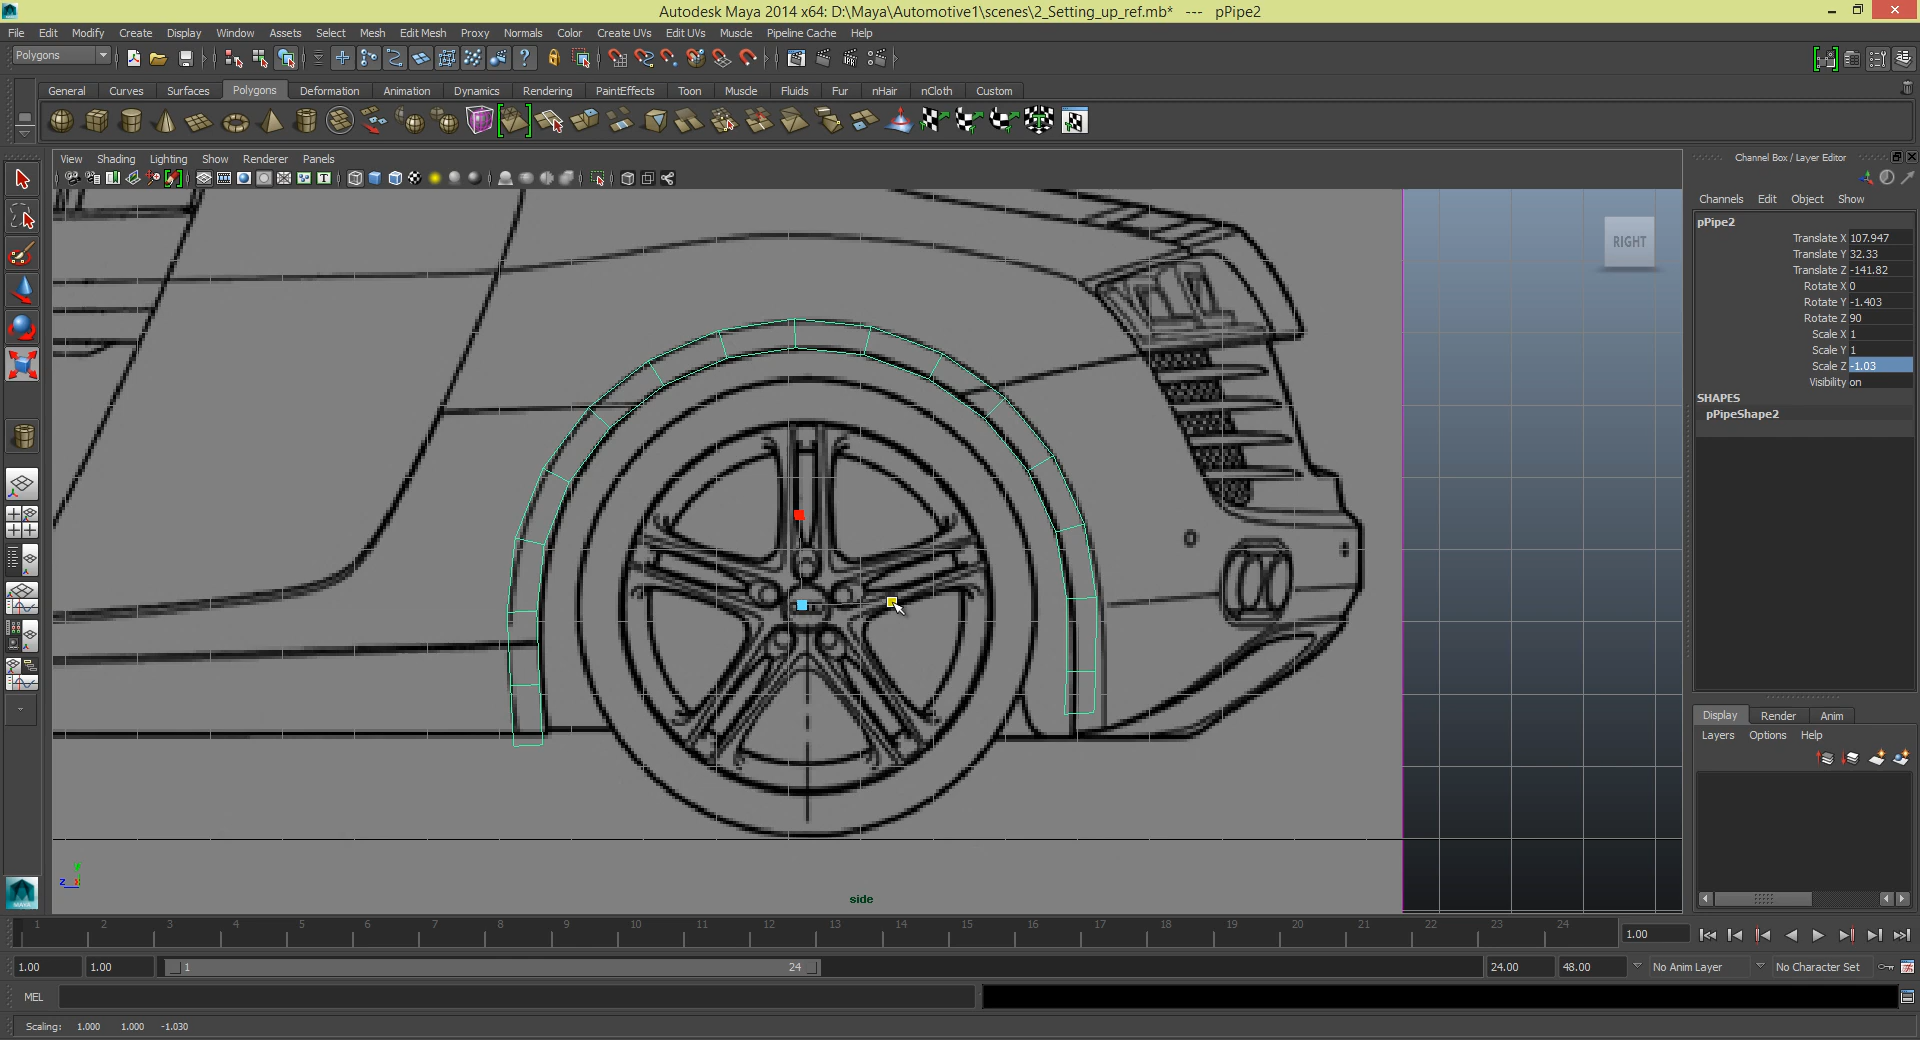 Autodesk Maya 2014 x64: D:\Maya\Automotive1\scenes\2_Setting_up_ref.mb* --- pPipe2
File Edit Modify Create Display Window Assets Select Mesh Edit Mesh Proxy Normals Color Create UVs Edit UVs Muscle Pipeline Cache Help
Polygons
General Curves Surfaces Polygons Deformation Animation Dynamics Rendering PaintEffects Toon Muscle Fluids Fur nHair nCloth Custom
View Shading Lighting Show Renderer Panels
Channel Box / Layer Editor
Channels Edit Object Show
pPipe2
Translate X 107.947
Translate Y 32.33
Translate Z -141.82
Rotate X 0
Rotate Y -1.403
Rotate Z 90
Scale X 1
Scale Y 1
Scale Z -1.03
Visibility on
SHAPES
pPipeShape2
RIGHT
Display Render Anim
Layers Options Help
z
side
1 2 3 4 5 6 7 8 9 10 11 12 13 14 15 16 17 18 19 20 21 22 23 24
1.00
1.00 1.00 1 24 24.00 48.00 No Anim Layer No Character Set
MEL
Scaling: 1.000 1.000 -1.030